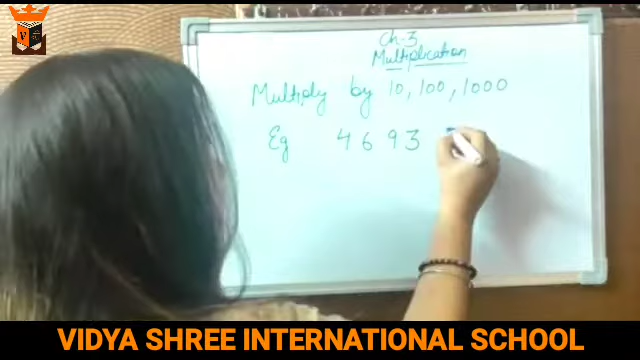 Ch-3
Multiplication
Multiply by 10, 100, 1000
Eg 4693
VIDYA SHREE INTERNATIONAL SCHOOL